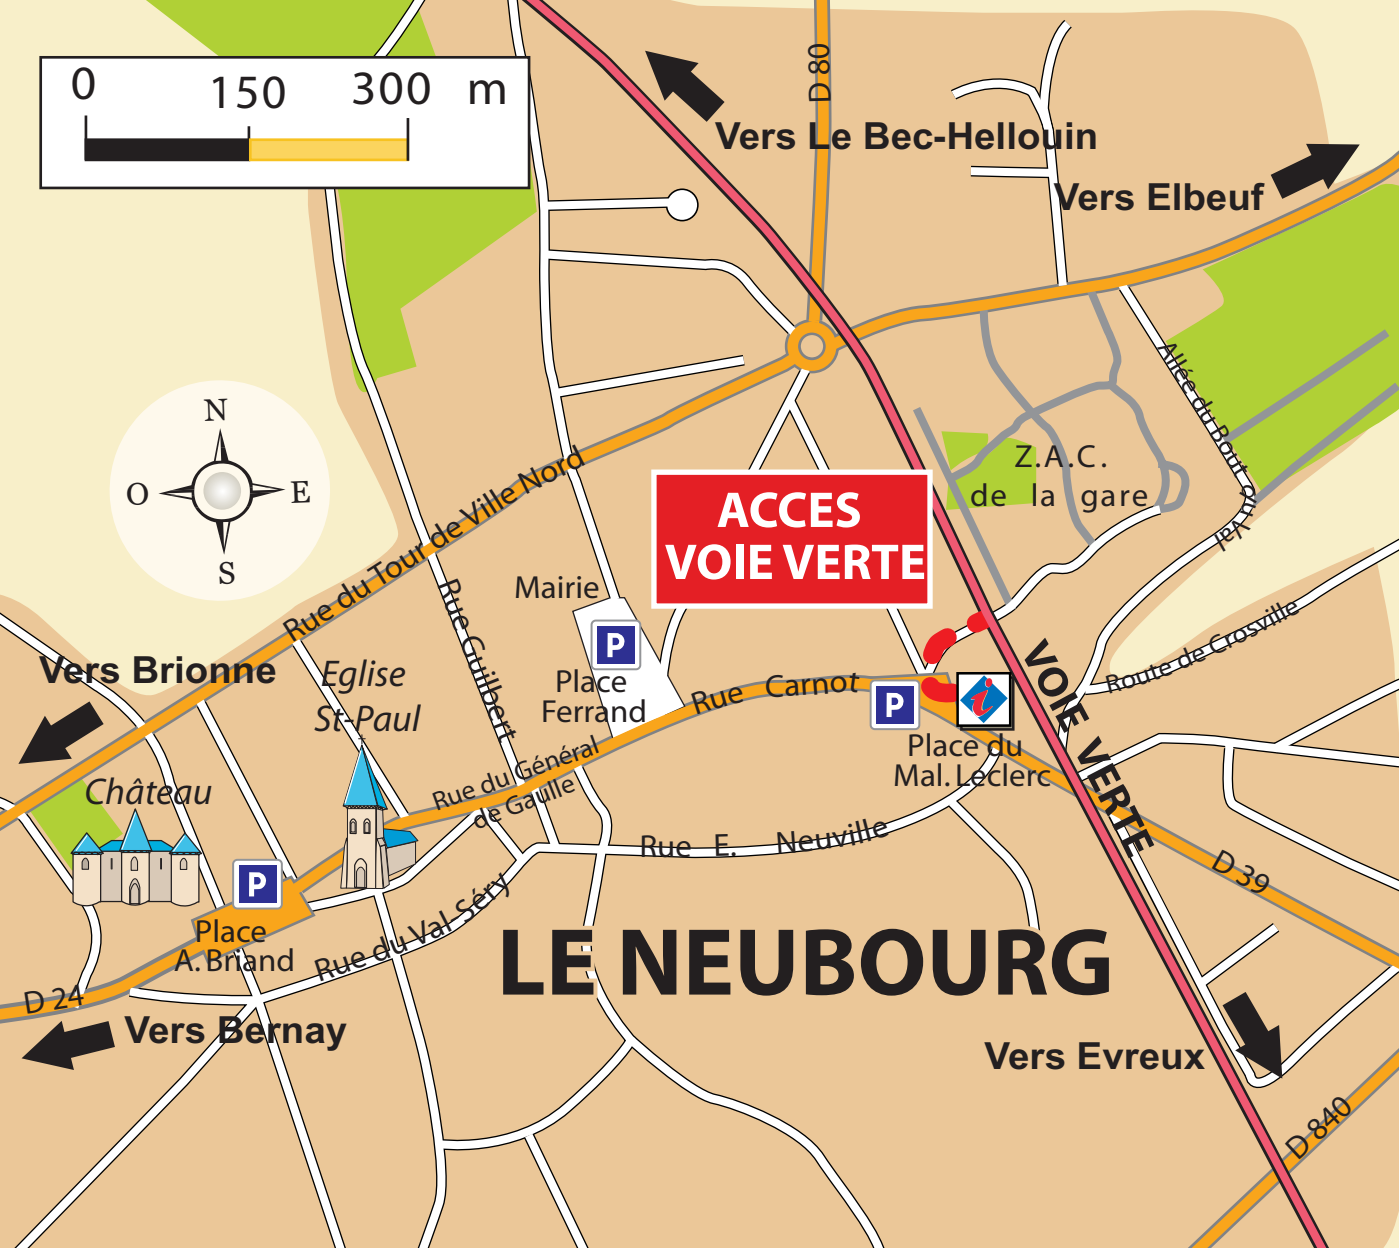 0 150 300 m
D 80
Vers Le Bec-Hellouin
Vers Elbeuf
Allée du Bout du Val
N
O
E
S
Z.A.C.
de la gare
ACCES
VOIE VERTE
Rue du Tour de Ville Nord
Rue Guilbert
Mairie
P
Place
Ferrand
Vers Brionne
Eglise
St-Paul
Rue Carnot
P
i
Place du
Mal. Leclerc
VOIE VERTE
Route de Crosville
Château
Rue du Général
de Gaulle
Rue E. Neuville
D 39
P
Place
A. Briand
Rue du Val-Séry
LE NEUBOURG
D 24
Vers Bernay
Vers Evreux
D 840